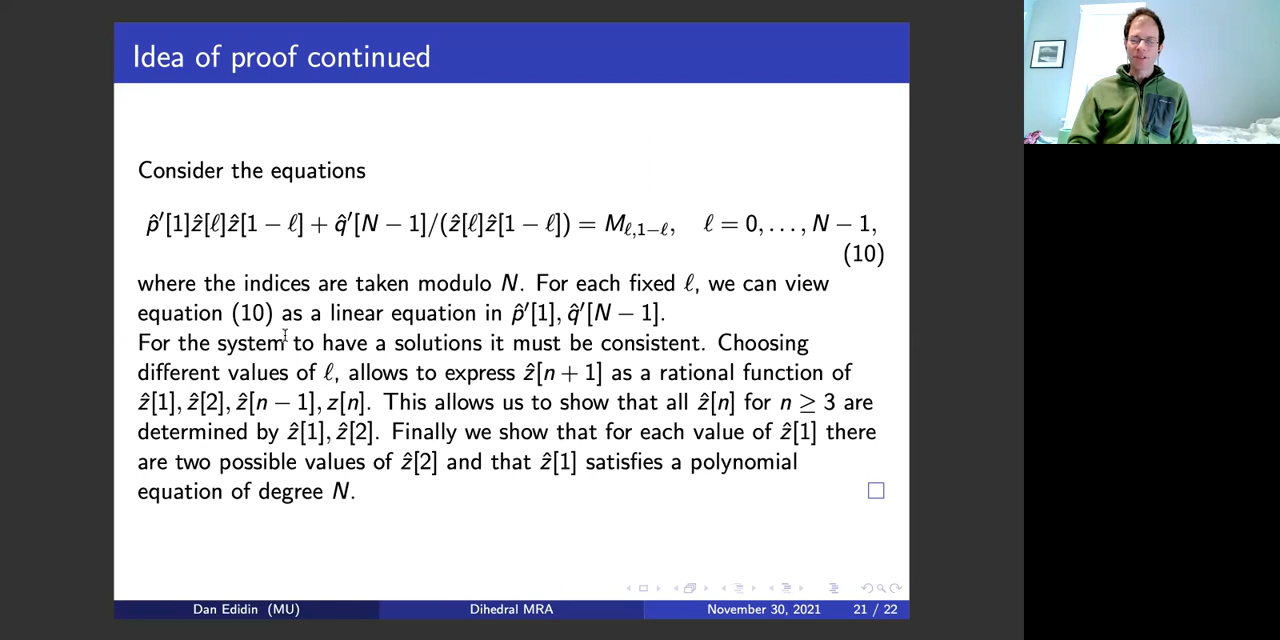 Idea of proof continued
Consider the equations
p̂′[1]ẑ[ℓ]ẑ[1 − ℓ] + q̂′[N − 1]/(ẑ[ℓ]ẑ[1 − ℓ]) = M_{ℓ,1−ℓ}, ℓ = 0, . . . , N − 1,
(10)
where the indices are taken modulo N. For each fixed ℓ, we can view
equation (10) as a linear equation in p̂′[1], q̂′[N − 1].
For the system to have a solutions it must be consistent. Choosing
different values of ℓ, allows to express ẑ[n + 1] as a rational function of
ẑ[1], ẑ[2], ẑ[n − 1], z[n]. This allows us to show that all ẑ[n] for n ≥ 3 are
determined by ẑ[1], ẑ[2]. Finally we show that for each value of ẑ[1] there
are two possible values of ẑ[2] and that ẑ[1] satisfies a polynomial
equation of degree N.
Dan Edidin (MU) Dihedral MRA November 30, 2021 21 / 22